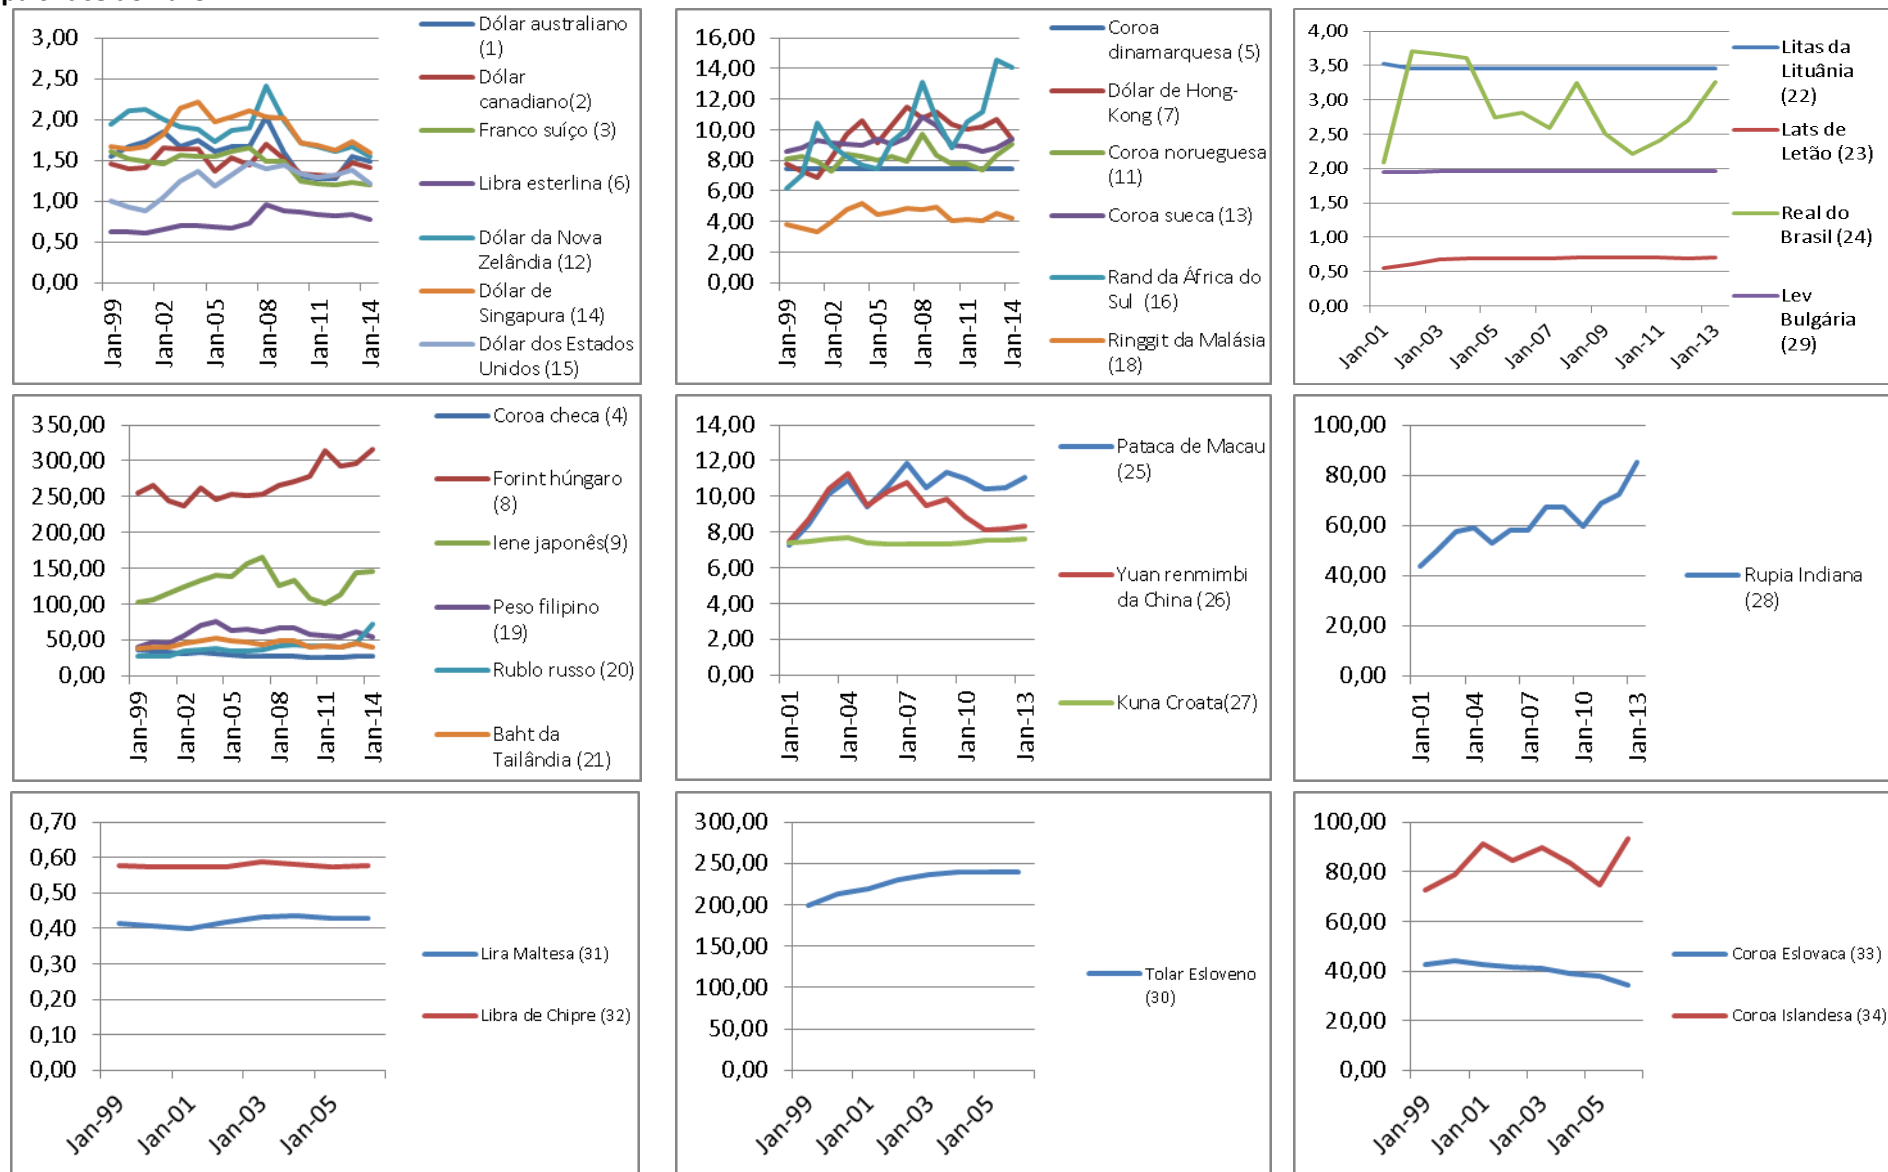 3,00
2,50
2,00
1,50
1,00
0,50
0,00
Jan-99
Jan-02
Jan-05
Jan-08
Jan-11
Jan-14
Dólar australiano
(1)
Dólar
canadiano(2)
Franco suíço (3)
Libra esterlina (6)
Dólar da Nova
Zelândia (12)
Dólar de
Singapura (14)
Dólar dos Estados
Unidos (15)
16,00
14,00
12,00
10,00
8,00
6,00
4,00
2,00
0,00
Jan-99
Jan-02
Jan-05
Jan-08
Jan-11
Jan-14
Coroa
dinamarquesa (5)
Dólar de Hong-
Kong (7)
Coroa norueguesa
(11)
Coroa sueca (13)
Rand da África do
Sul (16)
Ringgit da Malásia
(18)
4,00
3,50
3,00
2,50
2,00
1,50
1,00
0,50
0,00
Jan-01
Jan-03
Jan-05
Jan-07
Jan-09
Jan-11
Jan-13
Litas da
Lituânia
(22)
Lats de
Letão (23)
Real do
Brasil (24)
Lev
Bulgária
(29)
350,00
300,00
250,00
200,00
150,00
100,00
50,00
0,00
Jan-99
Jan-02
Jan-05
Jan-08
Jan-11
Jan-14
Coroa checa (4)
Forint húngaro
(8)
Iene japonês(9)
Peso filipino
(19)
Rublo russo (20)
Baht da
Tailândia (21)
14,00
12,00
10,00
8,00
6,00
4,00
2,00
0,00
Jan-01
Jan-04
Jan-07
Jan-10
Jan-13
Pataca de Macau
(25)
Yuan renmimbi
da China (26)
Kuna Croata(27)
100,00
80,00
60,00
40,00
20,00
0,00
Jan-01
Jan-04
Jan-07
Jan-10
Jan-13
Rupia Indiana
(28)
0,70
0,60
0,50
0,40
0,30
0,20
0,10
0,00
Jan-99
Jan-01
Jan-03
Jan-05
Lira Maltesa (31)
Libra de Chipre (32)
300,00
250,00
200,00
150,00
100,00
50,00
0,00
Jan-99
Jan-01
Jan-03
Jan-05
Tolar Esloveno
(30)
100,00
80,00
60,00
40,00
20,00
0,00
Jan-99
Jan-01
Jan-03
Jan-05
Coroa Eslovaca (33)
Coroa Islandesa (34)